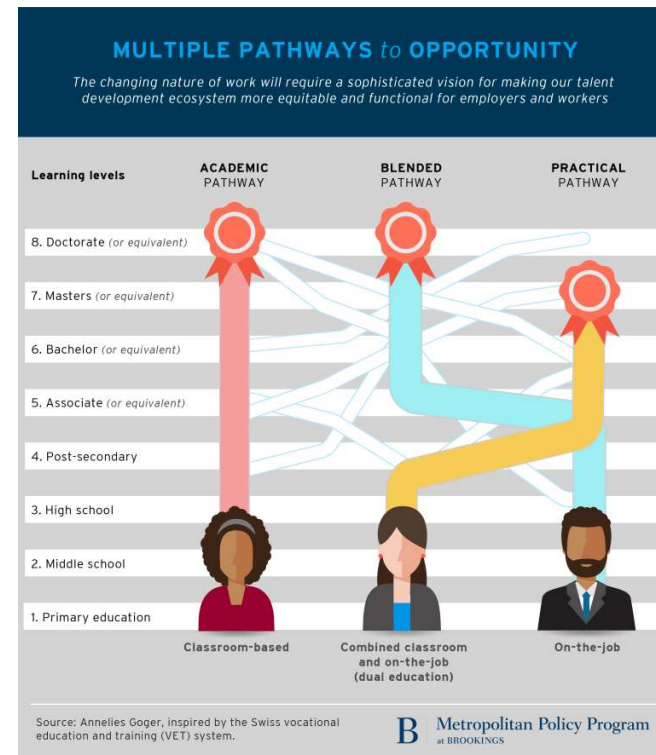 MULTIPLE PATHWAYS to OPPORTUNITY
The changing nature of work will require a sophisticated vision for making our talent
development ecosystem more equitable and functional for employers and workers
Learning levels
ACADEMIC
PATHWAY
BLENDED
PATHWAY
PRACTICAL
PATHWAY
8. Doctorate (or equivalent)
7. Masters (or equivalent)
6. Bachelor (or equivalent)
5. Associate (or equivalent)
4. Post-secondary
3. High school
2. Middle school
1. Primary education
Classroom-based
Combined classroom
and on-the-job
(dual education)
On-the-job
Source: Annelies Goger, inspired by the Swiss vocational
education and training (VET) system.
B
Metropolitan Policy Program
at BROOKINGS